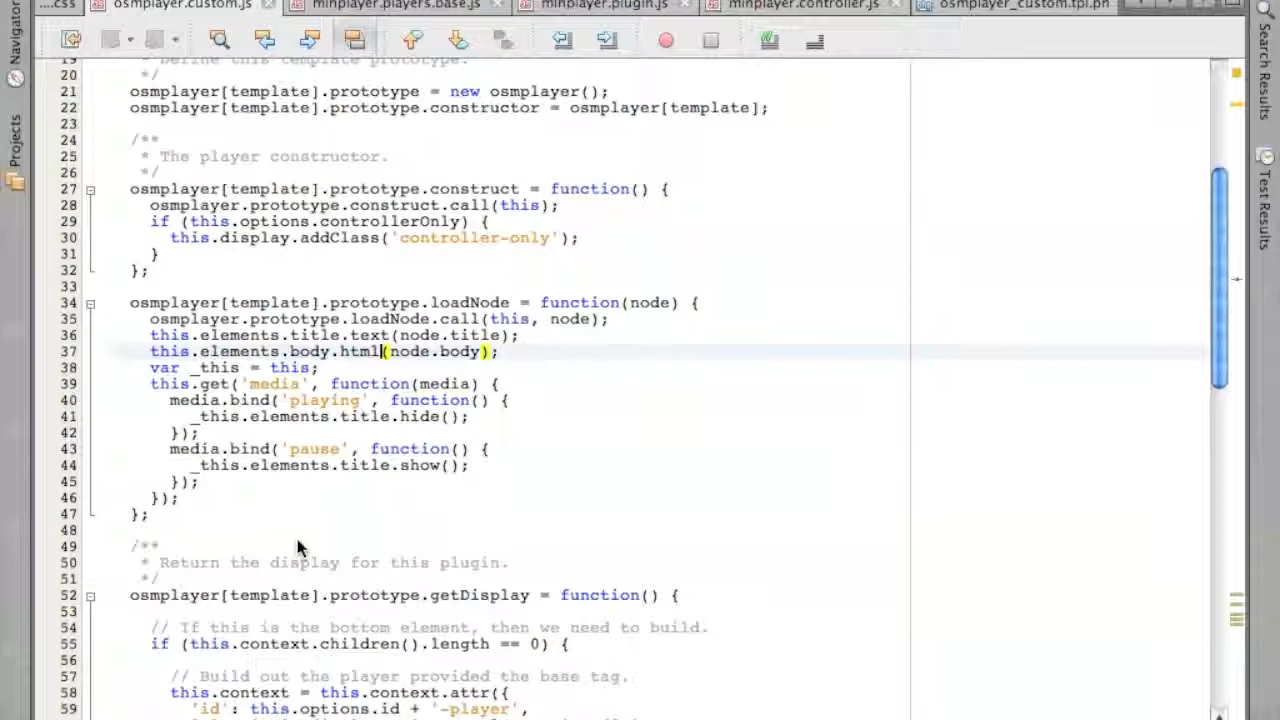 ....css
osmplayer.custom.js
minplayer.players.base.js
minplayer.plugin.js
minplayer.controller.js
osmplayer_custom.tpl.ph
Navigator
Projects
Search Results
Test Results
19 * Define this template prototype.
20 */
21 osmplayer[template].prototype = new osmplayer();
22 osmplayer[template].prototype.constructor = osmplayer[template];
23
24 /**
25 * The player constructor.
26 */
27 osmplayer[template].prototype.construct = function() {
28 osmplayer.prototype.construct.call(this);
29 if (this.options.controllerOnly) {
30 this.display.addClass('controller-only');
31 }
32 };
33
34 osmplayer[template].prototype.loadNode = function(node) {
35 osmplayer.prototype.loadNode.call(this, node);
36 this.elements.title.text(node.title);
37 this.elements.body.html(node.body);
38 var _this = this;
39 this.get('media', function(media) {
40 media.bind('playing', function() {
41 _this.elements.title.hide();
42 });
43 media.bind('pause', function() {
44 _this.elements.title.show();
45 });
46 });
47 };
48
49 /**
50 * Return the display for this plugin.
51 */
52 osmplayer[template].prototype.getDisplay = function() {
53
54 // If this is the bottom element, then we need to build.
55 if (this.context.children().length == 0) {
56
57 // Build out the player provided the base tag.
58 this.context = this.context.attr({
59 'id': this.options.id + '-player',